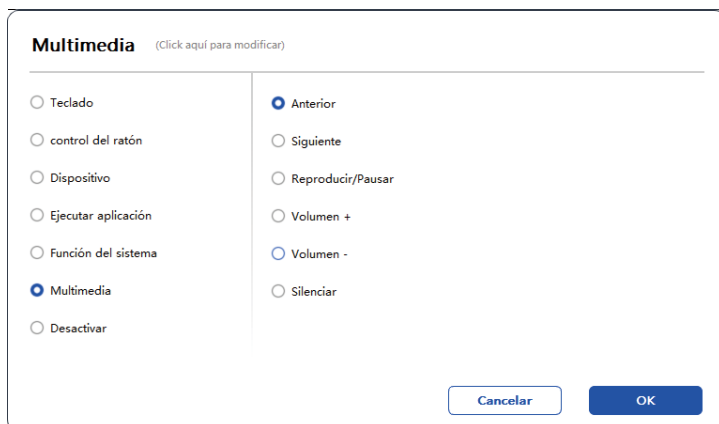 Multimedia (Click aquí para modificar)
Teclado
control del ratón
Dispositivo
Ejecutar aplicación
Función del sistema
Multimedia
Desactivar
Anterior
Siguiente
Reproducir/Pausar
Volumen +
Volumen -
Silenciar
Cancelar
OK